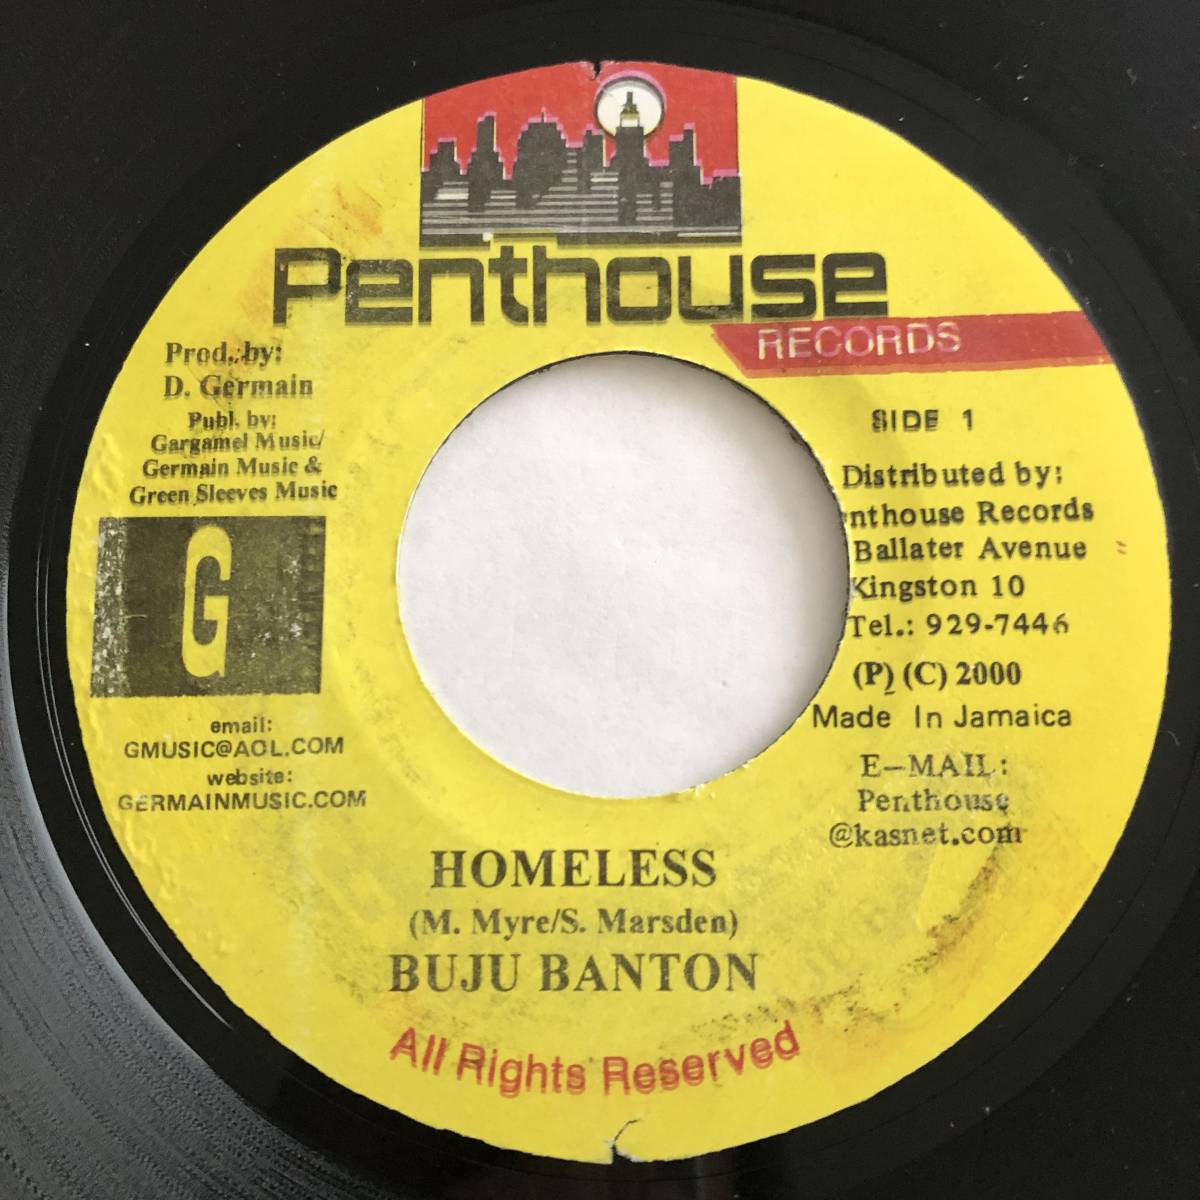 Penthouse
RECORDS
Prod. by:
D. Germain
Publ. by:
Gargamel Music/
Germain Music &
Green Sleeves Music
G
email:
GMUSIC@AOL.COM
website:
GERMAINMUSIC.COM
SIDE 1
Distributed by:
nthouse Records
Ballater Avenue
Kingston 10
Tel.: 929-7446
(P) (C) 2000
Made In Jamaica
E-MAIL:
Penthouse
@kasnet.com
HOMELESS
(M. Myre/S. Marsden)
BUJU BANTON
All Rights Reserved